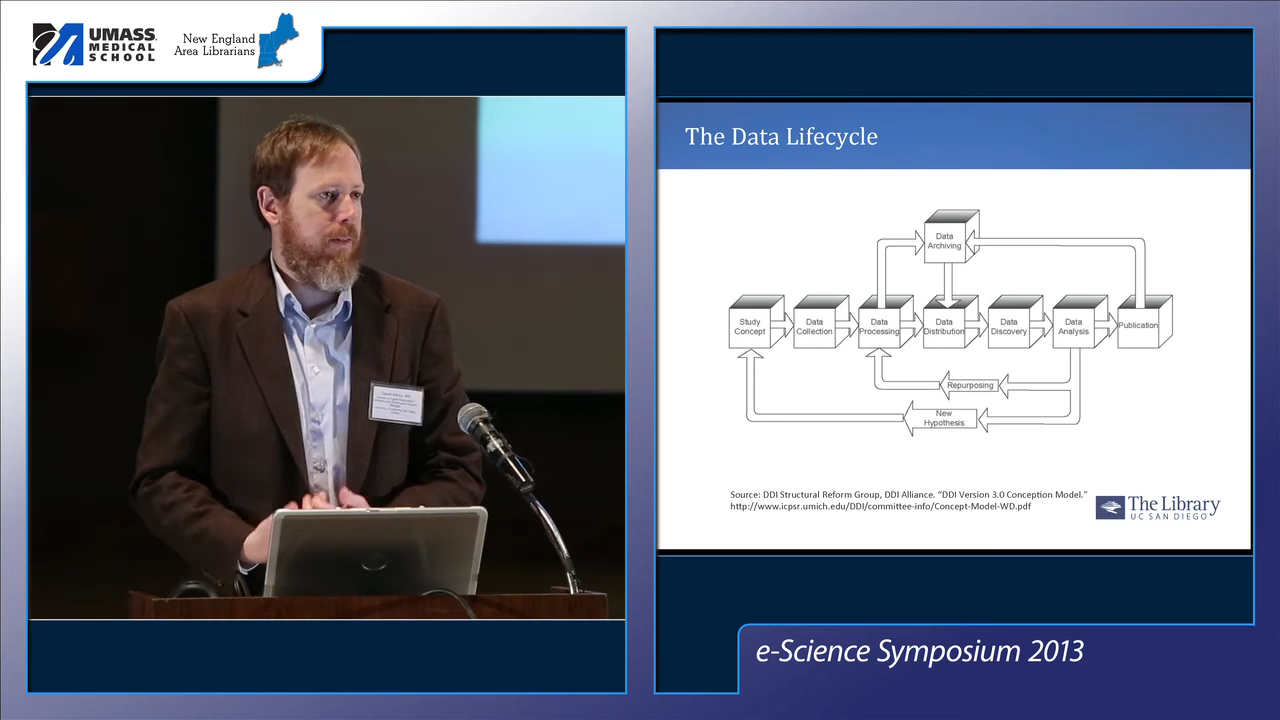 UMASS
MEDICAL
SCHOOL
New England
Area Librarians
The Data Lifecycle
Data
Archiving
Study
Concept
Data
Collection
Data
Processing
Data
Distribution
Data
Discovery
Data
Analysis
Publication
Repurposing
New
Hypothesis
Source: DDI Structural Reform Group, DDI Alliance. “DDI Version 3.0 Conception Model.”
http://www.icpsr.umich.edu/DDI/committee-info/Concept-Model-WD.pdf
The Library
UC SAN DIEGO
e-Science Symposium 2013